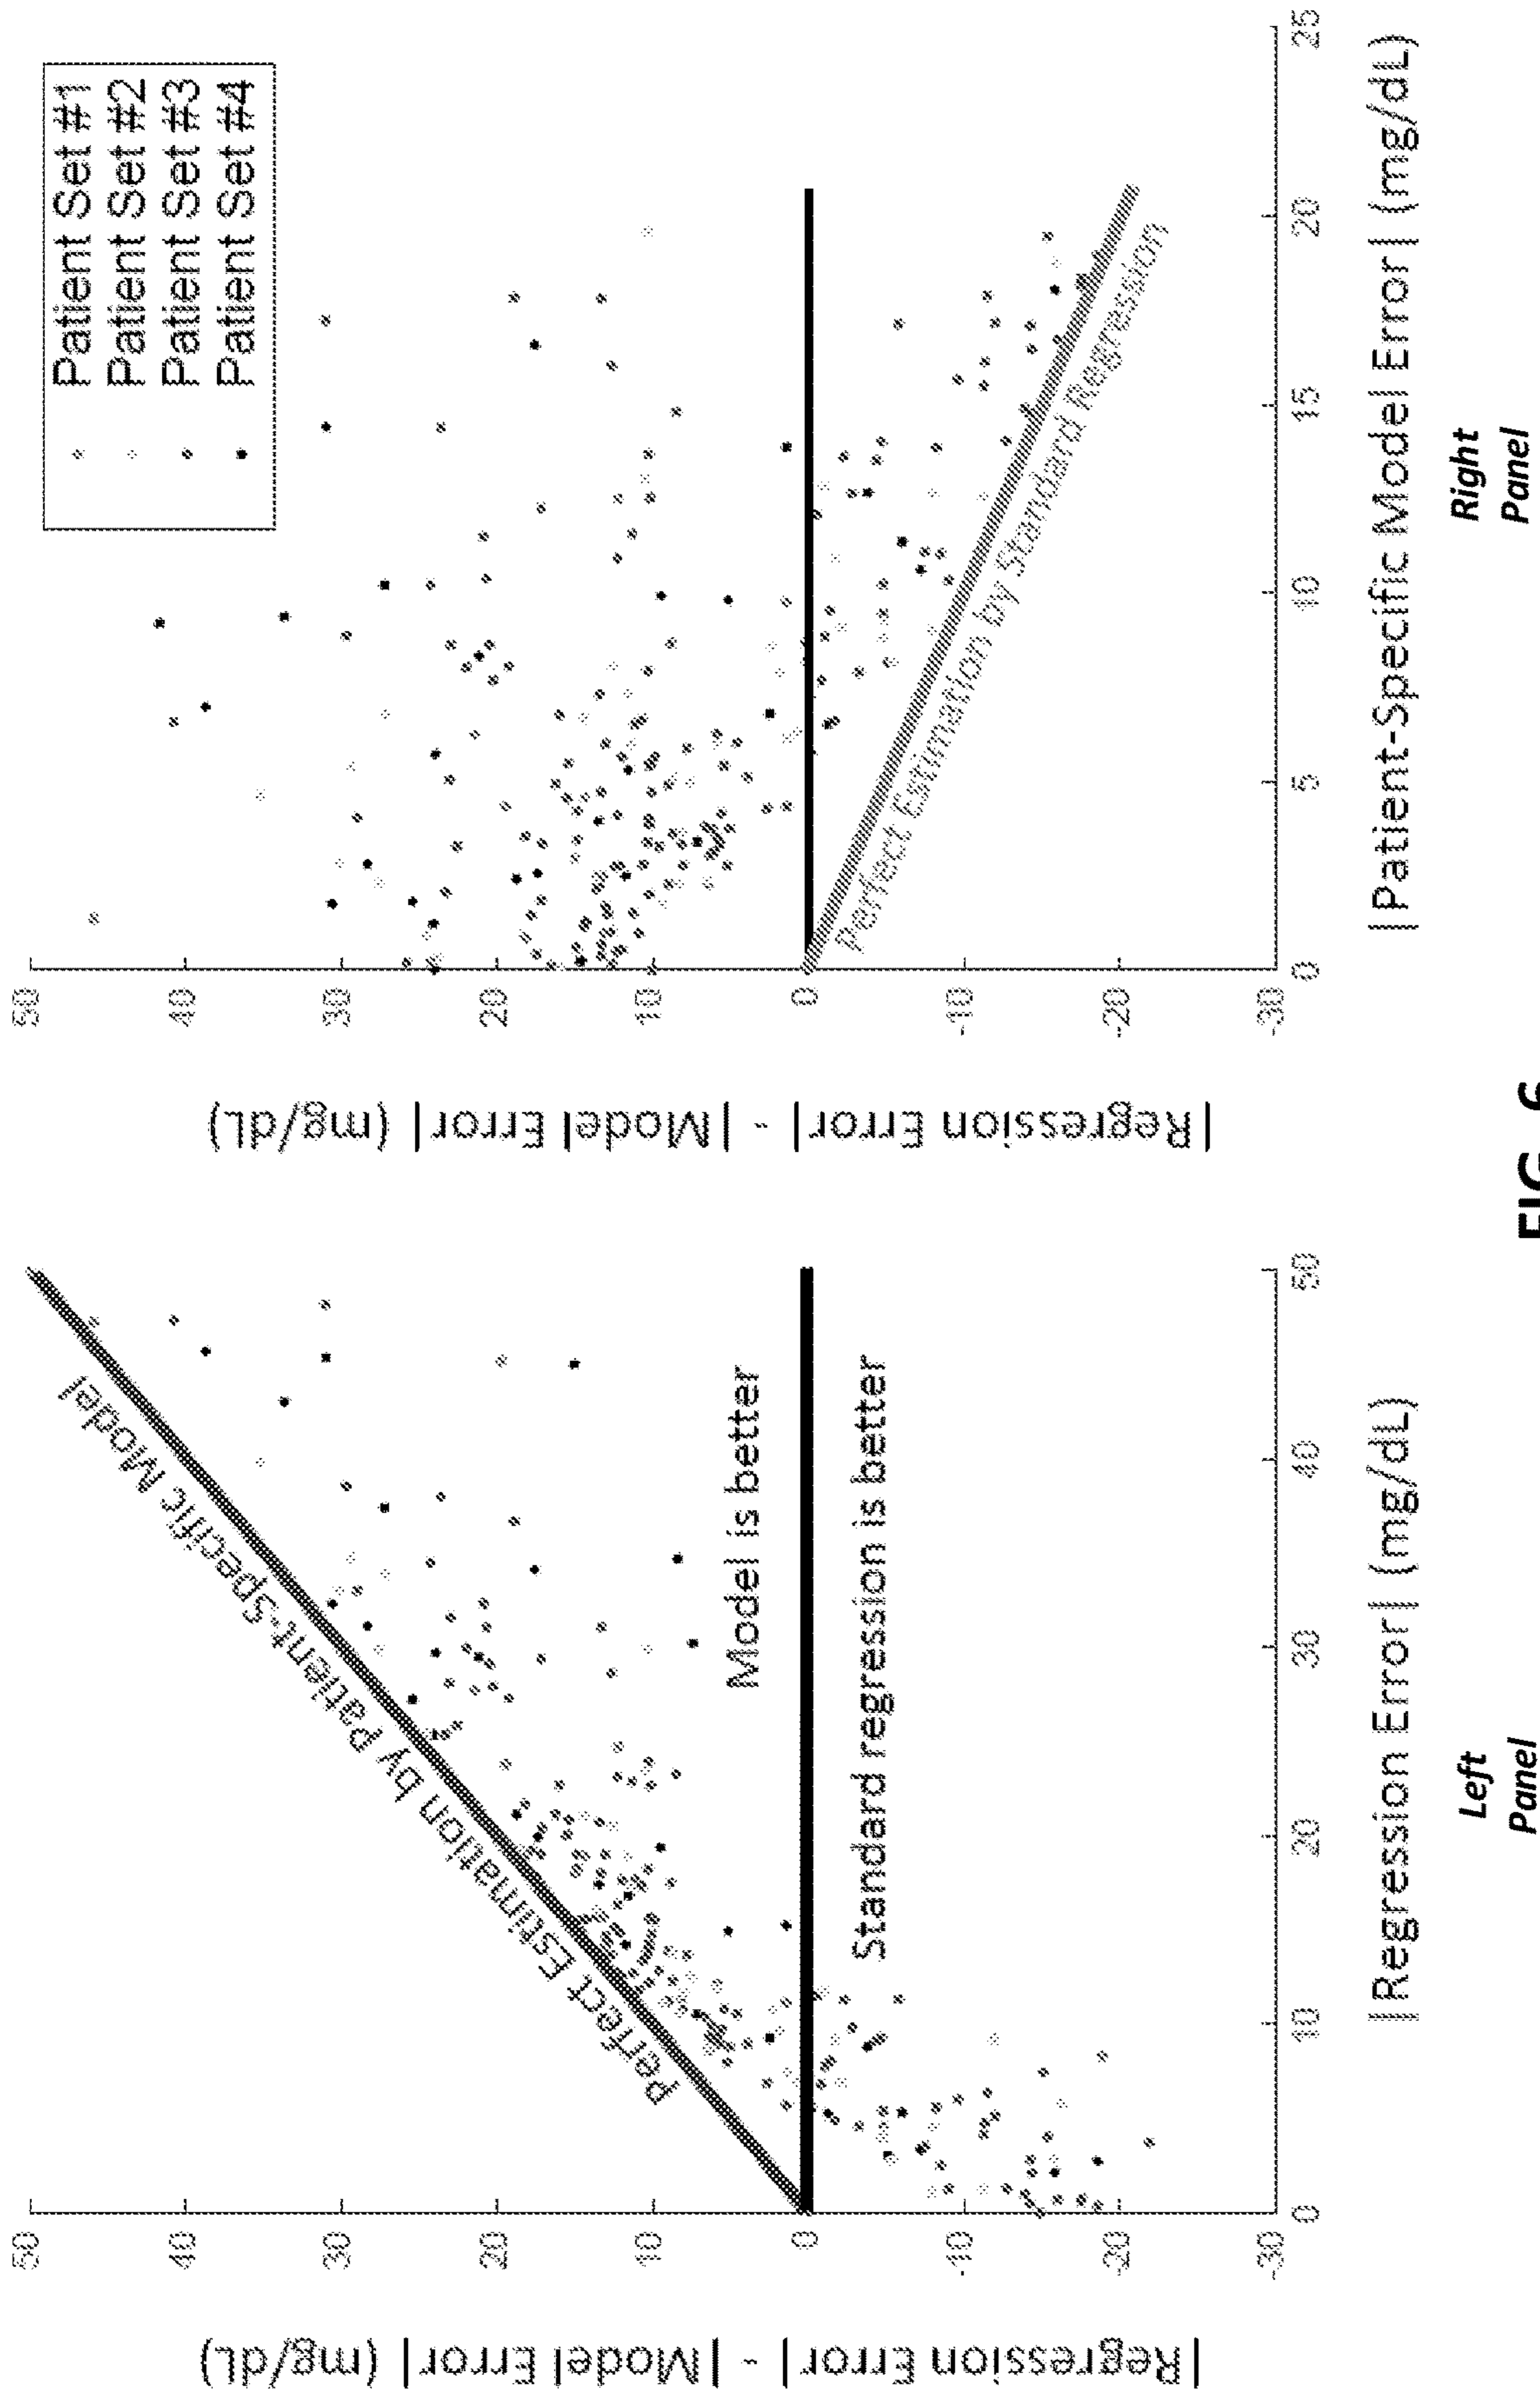 |Regression Error| - |Model Error| (mg/dL)
50
40
30
20
10
0
-10
-20
-30
Perfect Estimation by Patient-Specific Model
Model is better
Standard regression is better
0
10
20
30
40
50
|Regression Error| (mg/dL)
Left
Panel
|Regression Error| - |Model Error| (mg/dL)
50
40
30
20
10
0
-10
-20
-30
Patient Set #1
Patient Set #2
Patient Set #3
Patient Set #4
Perfect Estimation by Standard Regression
0
5
10
15
20
25
|Patient-Specific Model Error| (mg/dL)
Right
Panel
FIG. 6